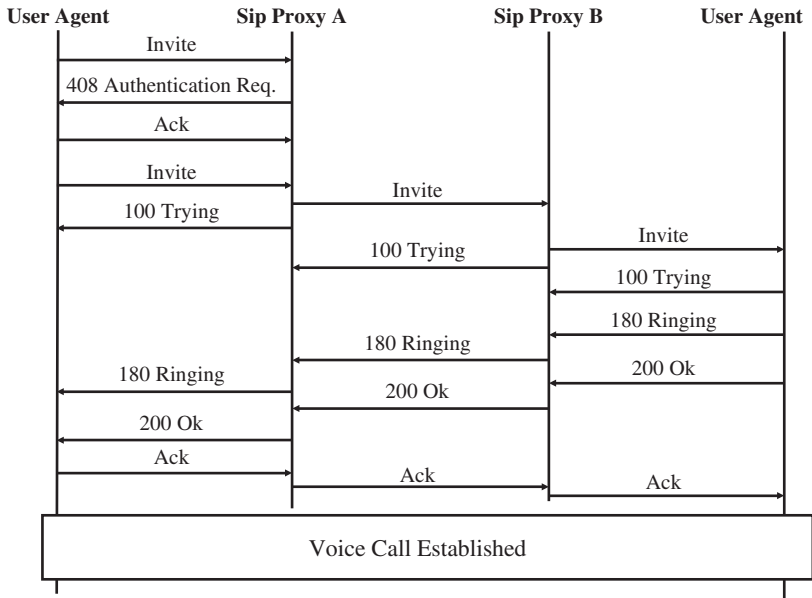 User Agent
Sip Proxy A
Sip Proxy B
User Agent
Invite
408 Authentication Req.
Ack
Invite
Invite
100 Trying
Invite
100 Trying
100 Trying
180 Ringing
180 Ringing
180 Ringing
200 Ok
200 Ok
200 Ok
Ack
Ack
Ack
Voice Call Established